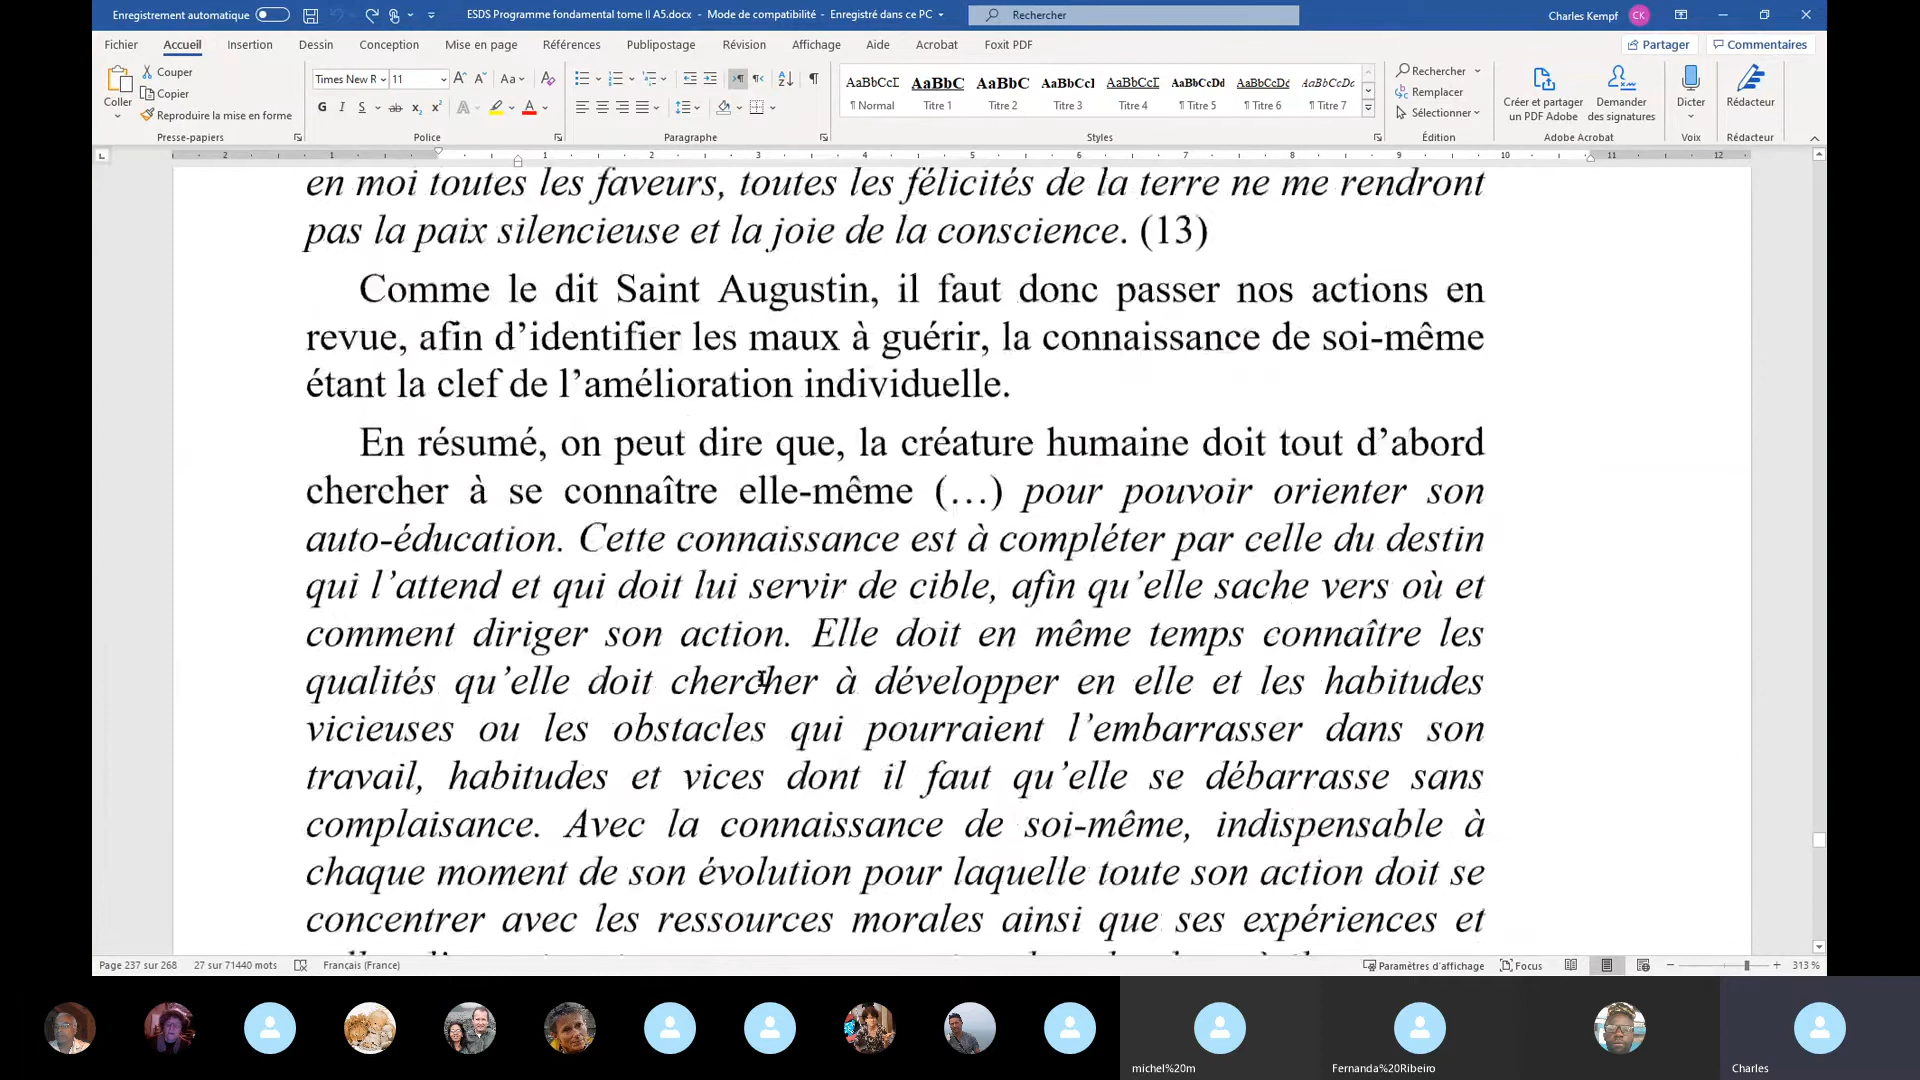 Enregistrement automatique
ESDS Programme fondamental tome II A5.docx - Mode de compatibilité - Enregistré dans ce PC
Rechercher
Charles Kempf CK
Fichier Accueil Insertion Dessin Conception Mise en page Références Publipostage Révision Affichage Aide Acrobat Foxit PDF
Partager Commentaires
Coller
Couper
Copier
Reproduire la mise en forme
Presse-papiers
Times New R 11
G I S
Police
Paragraphe
AaBbCcI AaBbC AaBbC AaBbCcI AaBbCcI AaBbCcDd AaBbCcDc AaBbCcDc
¶ Normal Titre 1 Titre 2 Titre 3 Titre 4 ¶ Titre 5 ¶ Titre 6 ¶ Titre 7
Styles
Rechercher
Remplacer
Sélectionner
Édition
Créer et partager
un PDF Adobe
Demander
des signatures
Adobe Acrobat
Dicter
Voix
Rédacteur
Rédacteur
2 1 1 2 3 4 5 6 7 8 9 10 11 12
en moi toutes les faveurs, toutes les félicités de la terre ne me rendront
pas la paix silencieuse et la joie de la conscience. (13)
Comme le dit Saint Augustin, il faut donc passer nos actions en
revue, afin d’identifier les maux à guérir, la connaissance de soi-même
étant la clef de l’amélioration individuelle.
En résumé, on peut dire que, la créature humaine doit tout d’abord
chercher à se connaître elle-même (…) pour pouvoir orienter son
auto-éducation. Cette connaissance est à compléter par celle du destin
qui l’attend et qui doit lui servir de cible, afin qu’elle sache vers où et
comment diriger son action. Elle doit en même temps connaître les
qualités qu’elle doit chercher à développer en elle et les habitudes
vicieuses ou les obstacles qui pourraient l’embarrasser dans son
travail, habitudes et vices dont il faut qu’elle se débarrasse sans
complaisance. Avec la connaissance de soi-même, indispensable à
chaque moment de son évolution pour laquelle toute son action doit se
concentrer avec les ressources morales ainsi que ses expériences et
Page 237 sur 268 27 sur 71440 mots Français (France)
Paramètres d’affichage Focus 313 %
michel%20m Fernanda%20Ribeiro Charles